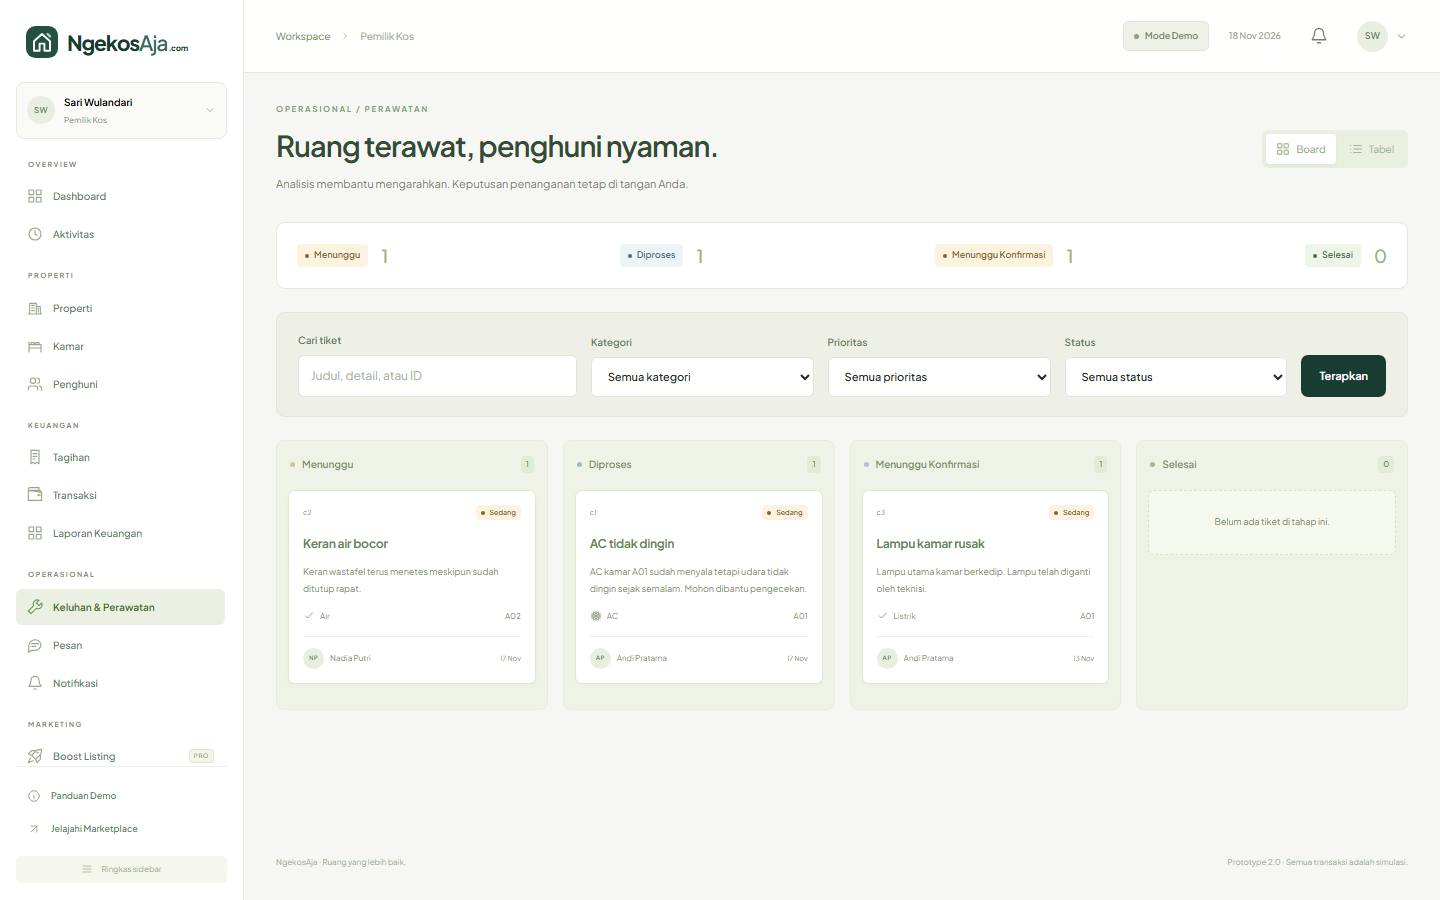 NgekosAja.com
SW
Sari Wulandari
Pemilik Kos
OVERVIEW
Dashboard
Aktivitas
PROPERTI
Properti
Kamar
Penghuni
KEUANGAN
Tagihan
Transaksi
Laporan Keuangan
OPERASIONAL
Keluhan & Perawatan
Pesan
Notifikasi
MARKETING
Boost Listing
PRO
Panduan Demo
Jelajahi Marketplace
Ringkas sidebar
Workspace
Pemilik Kos
Mode Demo
18 Nov 2026
SW
OPERASIONAL / PERAWATAN
Ruang terawat, penghuni nyaman.
Analisis membantu mengarahkan. Keputusan penanganan tetap di tangan Anda.
Board
Tabel
Menunggu 1
Diproses 1
Menunggu Konfirmasi 1
Selesai 0
Cari tiket
Judul, detail, atau ID
Kategori
Semua kategori
Prioritas
Semua prioritas
Status
Semua status
Terapkan
Menunggu 1
c2 Sedang
Keran air bocor
Keran wastafel terus menetes meskipun sudah
ditutup rapat.
Air A02
NP Nadia Putri 17 Nov
Diproses 1
c1 Sedang
AC tidak dingin
AC kamar A01 sudah menyala tetapi udara tidak
dingin sejak semalam. Mohon dibantu pengecekan.
AC A01
AP Andi Pratama 17 Nov
Menunggu Konfirmasi 1
c3 Sedang
Lampu kamar rusak
Lampu utama kamar berkedip. Lampu telah diganti
oleh teknisi.
Listrik A01
AP Andi Pratama 13 Nov
Selesai 0
Belum ada tiket di tahap ini.
NgekosAja · Ruang yang lebih baik.
Prototype 2.0 · Semua transaksi adalah simulasi.